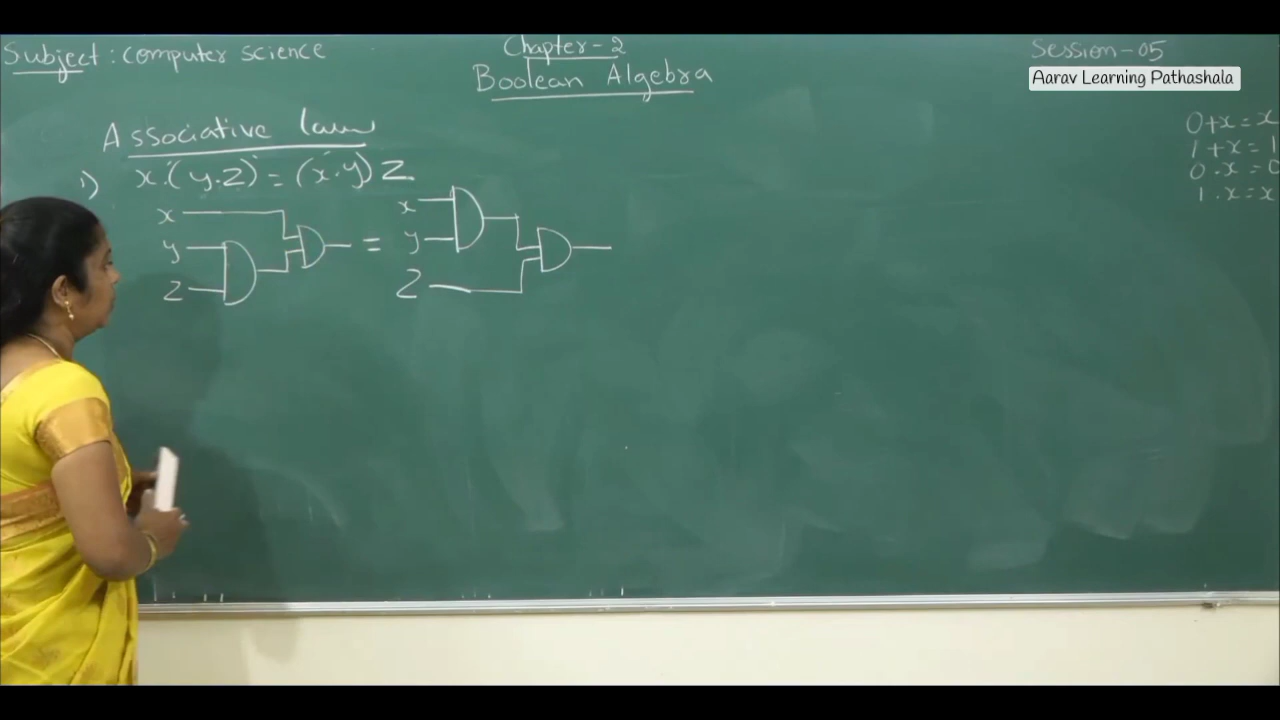 Subject : computer science
Chapter-2
Boolean Algebra
Session-05
Aarav Learning Pathashala
Associative law
1) x.(y.z) = (x.y) z
x
y
z
=
x
y
z
0+x=x
1+x=1
0.x=0
1.x=x